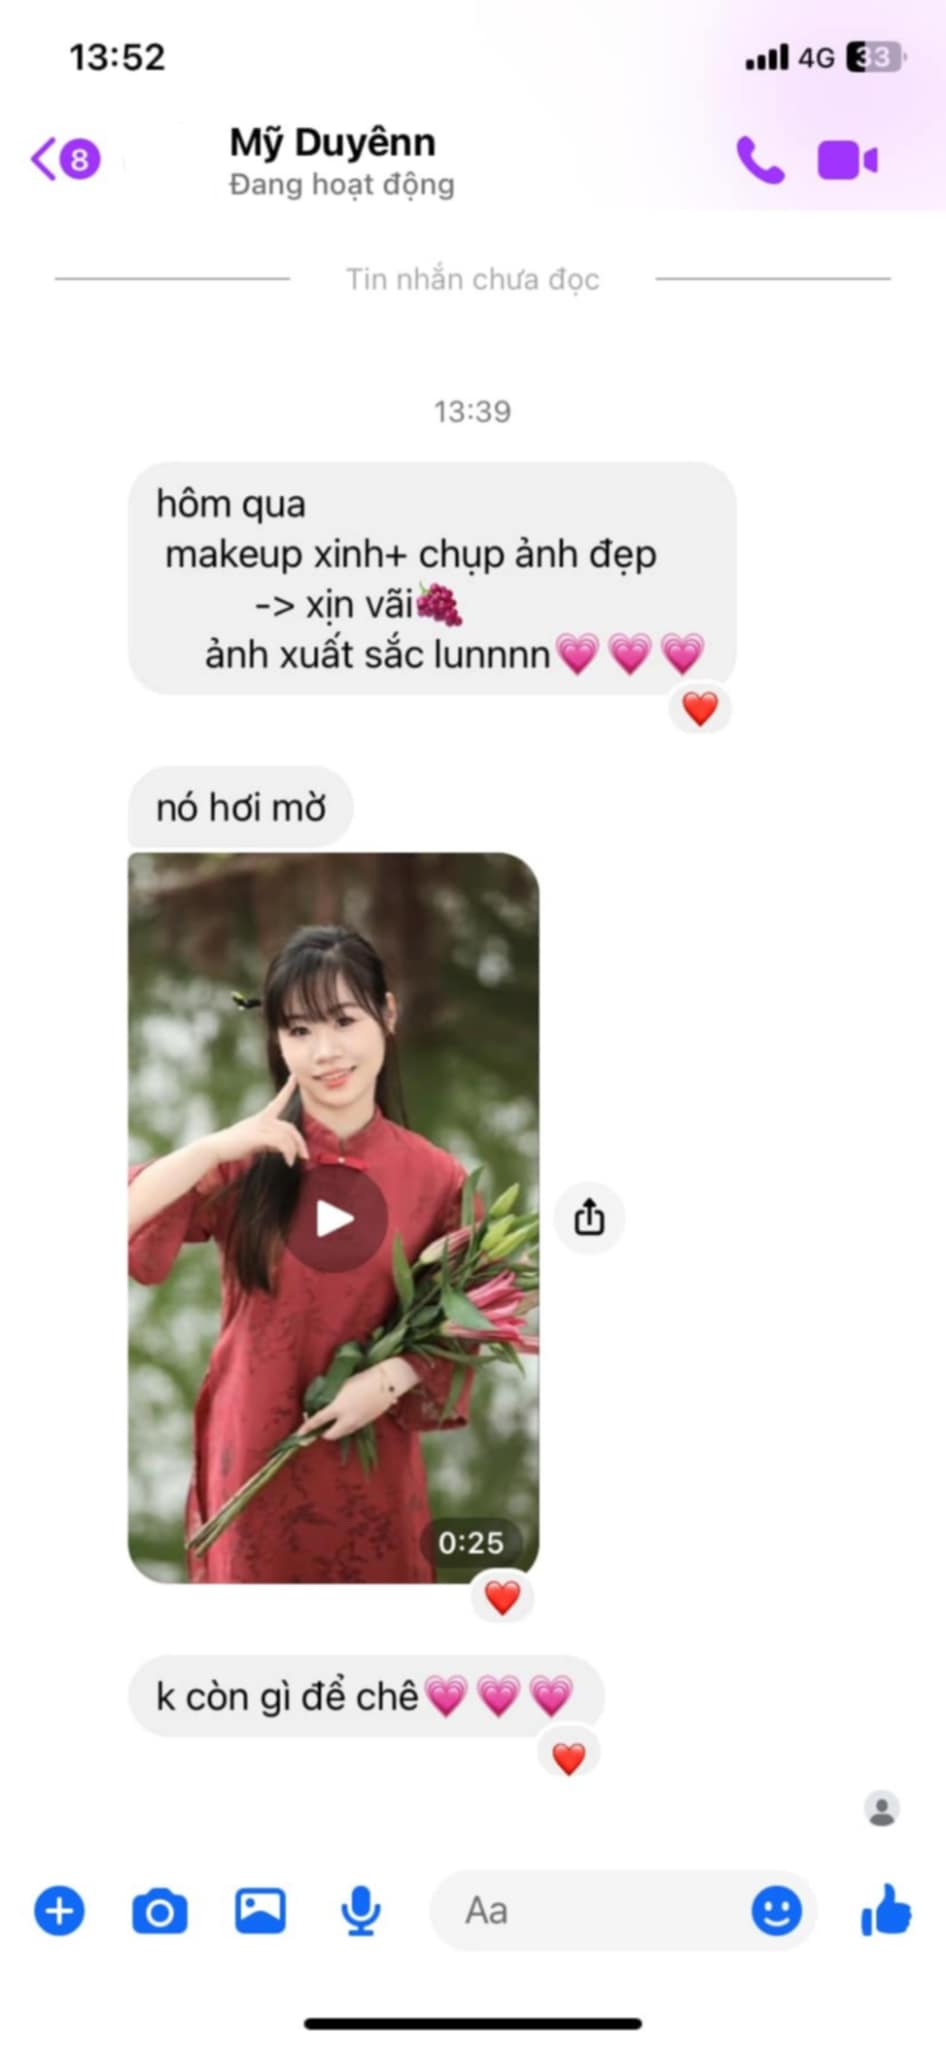 13:52
4G 33
8
Mỹ Duyênn
Đang hoạt động
Tin nhắn chưa đọc
13:39
hôm qua
makeup xinh+ chụp ảnh đẹp
-> xịn vãi🍇
ảnh xuất sắc lunnnn💗💗💗
❤️
nó hơi mờ
0:25
❤️
k còn gì để chê💗💗💗
❤️
Aa